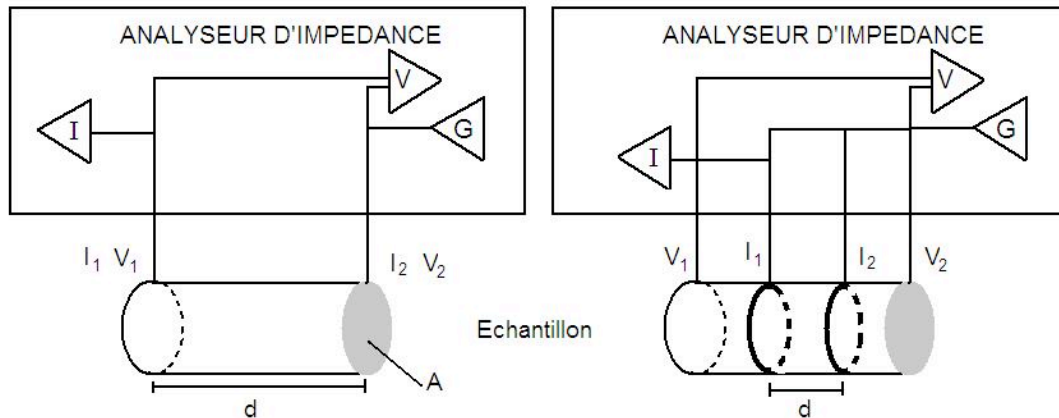 ANALYSEUR D'IMPEDANCE
V
I
G
I1 V1
I2 V2
A
d
Echantillon
ANALYSEUR D'IMPEDANCE
V
G
I
V1
I1
I2
V2
d